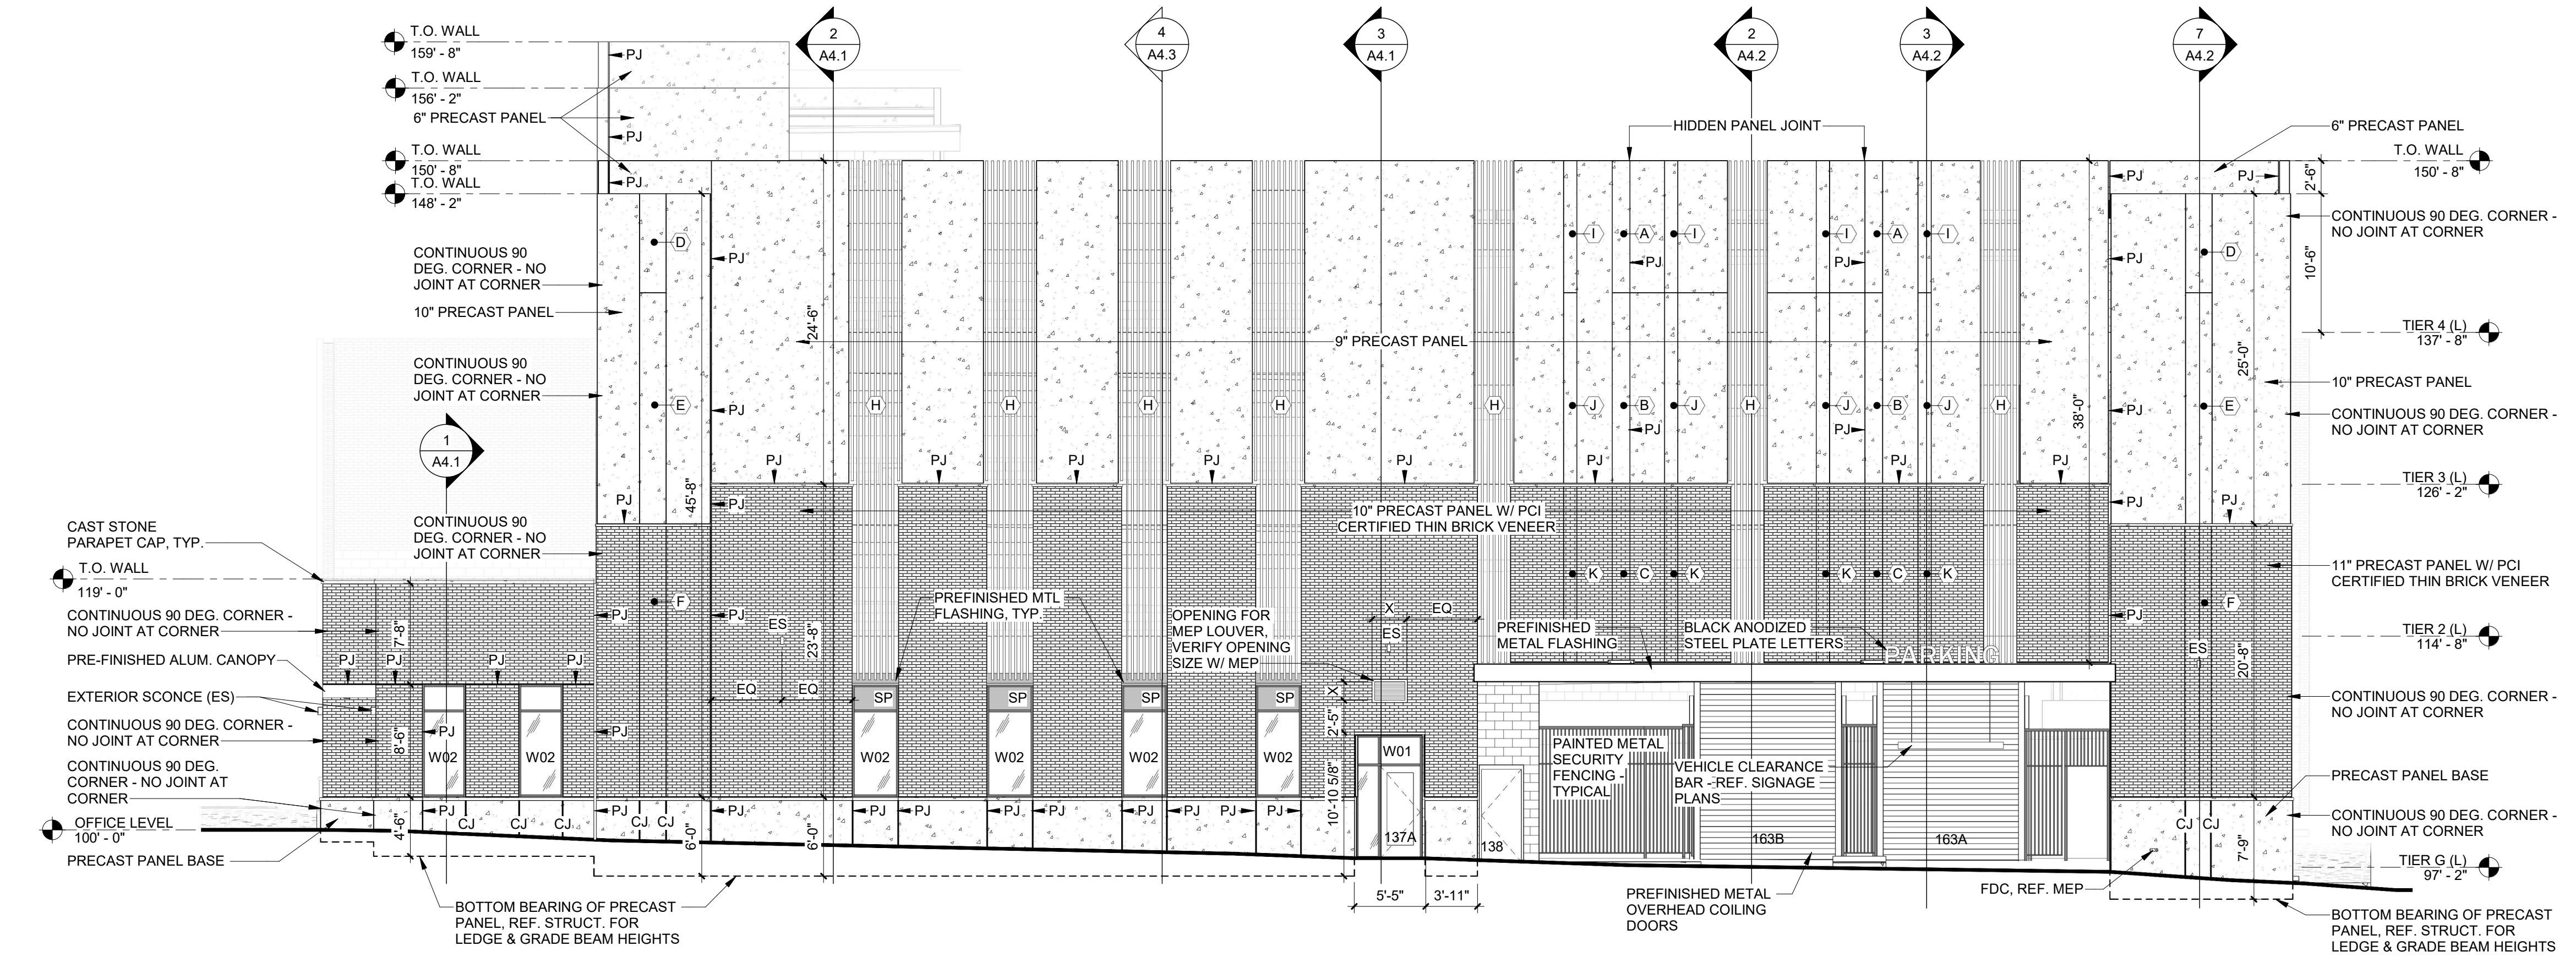 2
A4.1
4
A4.3
3
A4.1
2
A4.2
3
A4.2
7
A4.2
T.O. WALL
159' - 8"
T.O. WALL
156' - 2"
6" PRECAST PANEL
T.O. WALL
150' - 8"
T.O. WALL
148' - 2"
PJ
PJ
PJ
HIDDEN PANEL JOINT
6" PRECAST PANEL
T.O. WALL
150' - 8"
PJ
PJ
2'-6"
CONTINUOUS 90
DEG. CORNER - NO
JOINT AT CORNER
10" PRECAST PANEL
CONTINUOUS 90
DEG. CORNER - NO
JOINT AT CORNER
1
A4.1
CONTINUOUS 90
DEG. CORNER - NO
JOINT AT CORNER
D
E
F
PJ
PJ
PJ
PJ
PJ
PJ
PJ
PJ
45'-8"
24'-6"
9" PRECAST PANEL
I
A
I
I
A
I
PJ
PJ
J
B
J
J
B
J
PJ
PJ
H
H
H
H
H
H
H
PJ
PJ
PJ
PJ
PJ
PJ
PJ
PJ
38'-0"
PJ
PJ
PJ
PJ
PJ
D
E
F
25'-0"
10'-6"
CONTINUOUS 90 DEG. CORNER -
NO JOINT AT CORNER
TIER 4 (L)
137' - 8"
10" PRECAST PANEL
CONTINUOUS 90 DEG. CORNER -
NO JOINT AT CORNER
TIER 3 (L)
126' - 2"
11" PRECAST PANEL W/ PCI
CERTIFIED THIN BRICK VENEER
TIER 2 (L)
114' - 8"
CONTINUOUS 90 DEG. CORNER -
NO JOINT AT CORNER
PRECAST PANEL BASE
CONTINUOUS 90 DEG. CORNER -
NO JOINT AT CORNER
TIER G (L)
97' - 2"
BOTTOM BEARING OF PRECAST
PANEL, REF. STRUCT. FOR
LEDGE & GRADE BEAM HEIGHTS
10" PRECAST PANEL W/ PCI
CERTIFIED THIN BRICK VENEER
K
C
K
K
C
K
CAST STONE
PARAPET CAP, TYP.
T.O. WALL
119' - 0"
CONTINUOUS 90 DEG. CORNER -
NO JOINT AT CORNER
PRE-FINISHED ALUM. CANOPY
EXTERIOR SCONCE (ES)
CONTINUOUS 90 DEG. CORNER -
NO JOINT AT CORNER
CONTINUOUS 90 DEG.
CORNER - NO JOINT AT
CORNER
OFFICE LEVEL
100' - 0"
PRECAST PANEL BASE
7'-8"
8'-6"
4'-6"
PJ
PJ
PJ
PJ
PJ
PJ
W02
W02
PJ
CJ
CJ
CJ
PJ
CJ
CJ
PJ
6'-0"
6'-0"
ES
23'-8"
EQ
EQ
PREFINISHED MTL
FLASHING, TYP.
SP
SP
SP
SP
W02
W02
W02
W02
PJ
PJ
PJ
PJ
PJ
PJ
PJ
PJ
OPENING FOR
MEP LOUVER,
VERIFY OPENING
SIZE W/ MEP
X
EQ
ES
X
2'-5"
10'-10 5/8"
W01
137A
138
5'-5"
3'-11"
PREFINISHED
METAL FLASHING
BLACK ANODIZED
STEEL PLATE LETTERS
PARKING
PAINTED METAL
SECURITY
FENCING -
TYPICAL
VEHICLE CLEARANCE
BAR - REF. SIGNAGE
PLANS
163B
163A
PREFINISHED METAL
OVERHEAD COILING
DOORS
FDC, REF. MEP
ES
20'-8"
CJ
CJ
7'-9"
BOTTOM BEARING OF PRECAST
PANEL, REF. STRUCT. FOR
LEDGE & GRADE BEAM HEIGHTS